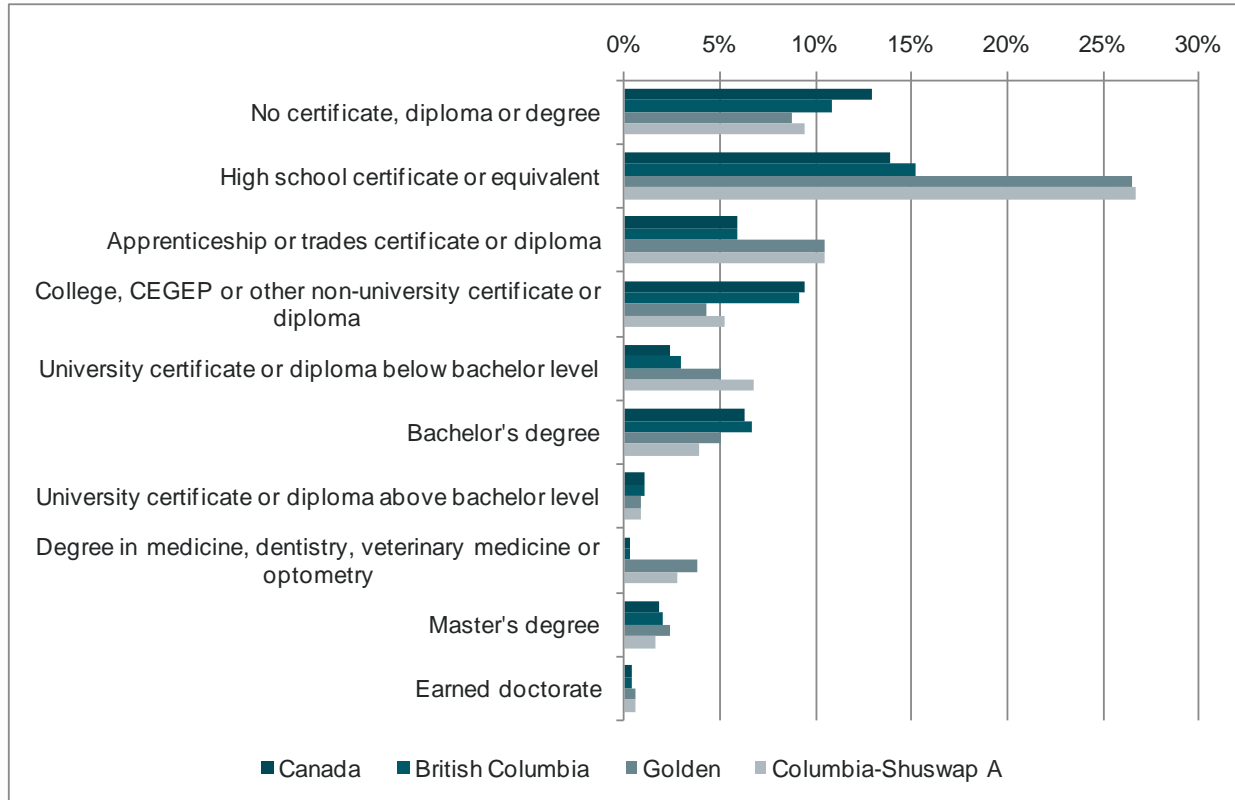 0% 5% 10% 15% 20% 25% 30%
No certificate, diploma or degree
High school certificate or equivalent
Apprenticeship or trades certificate or diploma
College, CEGEP or other non-university certificate or
diploma
University certificate or diploma below bachelor level
Bachelor's degree
University certificate or diploma above bachelor level
Degree in medicine, dentistry, veterinary medicine or
optometry
Master's degree
Earned doctorate
Canada British Columbia Golden Columbia-Shuswap A